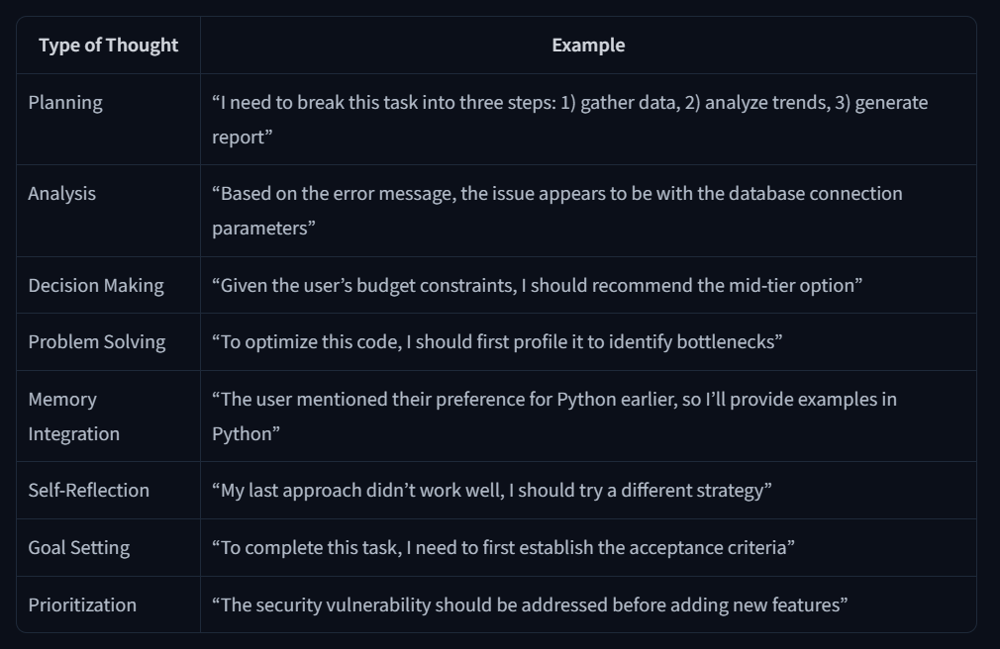 Type of Thought
Example
Planning
“I need to break this task into three steps: 1) gather data, 2) analyze trends, 3) generate
report”
Analysis
“Based on the error message, the issue appears to be with the database connection
parameters”
Decision Making
“Given the user’s budget constraints, I should recommend the mid-tier option”
Problem Solving
“To optimize this code, I should first profile it to identify bottlenecks”
Memory
Integration
“The user mentioned their preference for Python earlier, so I’ll provide examples in
Python”
Self-Reflection
“My last approach didn’t work well, I should try a different strategy”
Goal Setting
“To complete this task, I need to first establish the acceptance criteria”
Prioritization
“The security vulnerability should be addressed before adding new features”